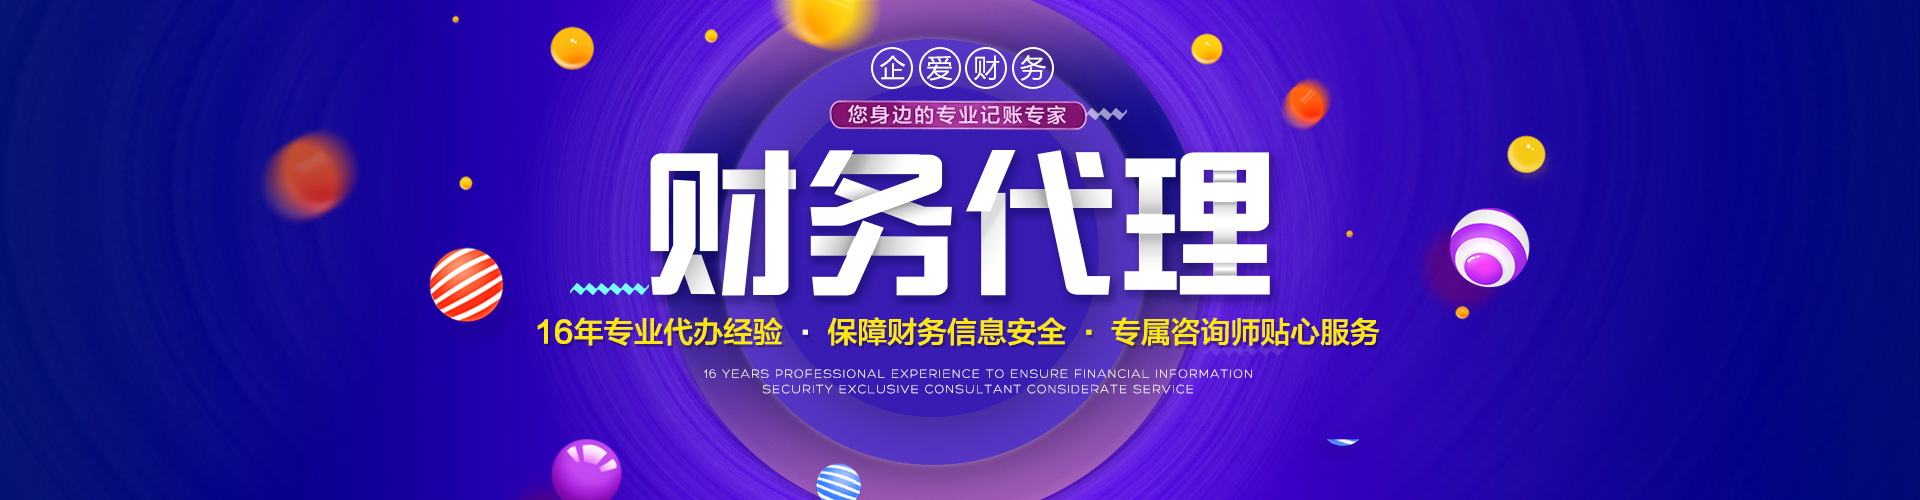 企爱财务
您身边的专业记账专家
财务代理
16年专业代办经验 · 保障财务信息安全 · 专属咨询师贴心服务
16 YEARS PROFESSIONAL EXPERIENCE TO ENSURE FINANCIAL INFORMATION
SECURITY EXCLUSIVE CONSULTANT CONSIDERATE SERVICE